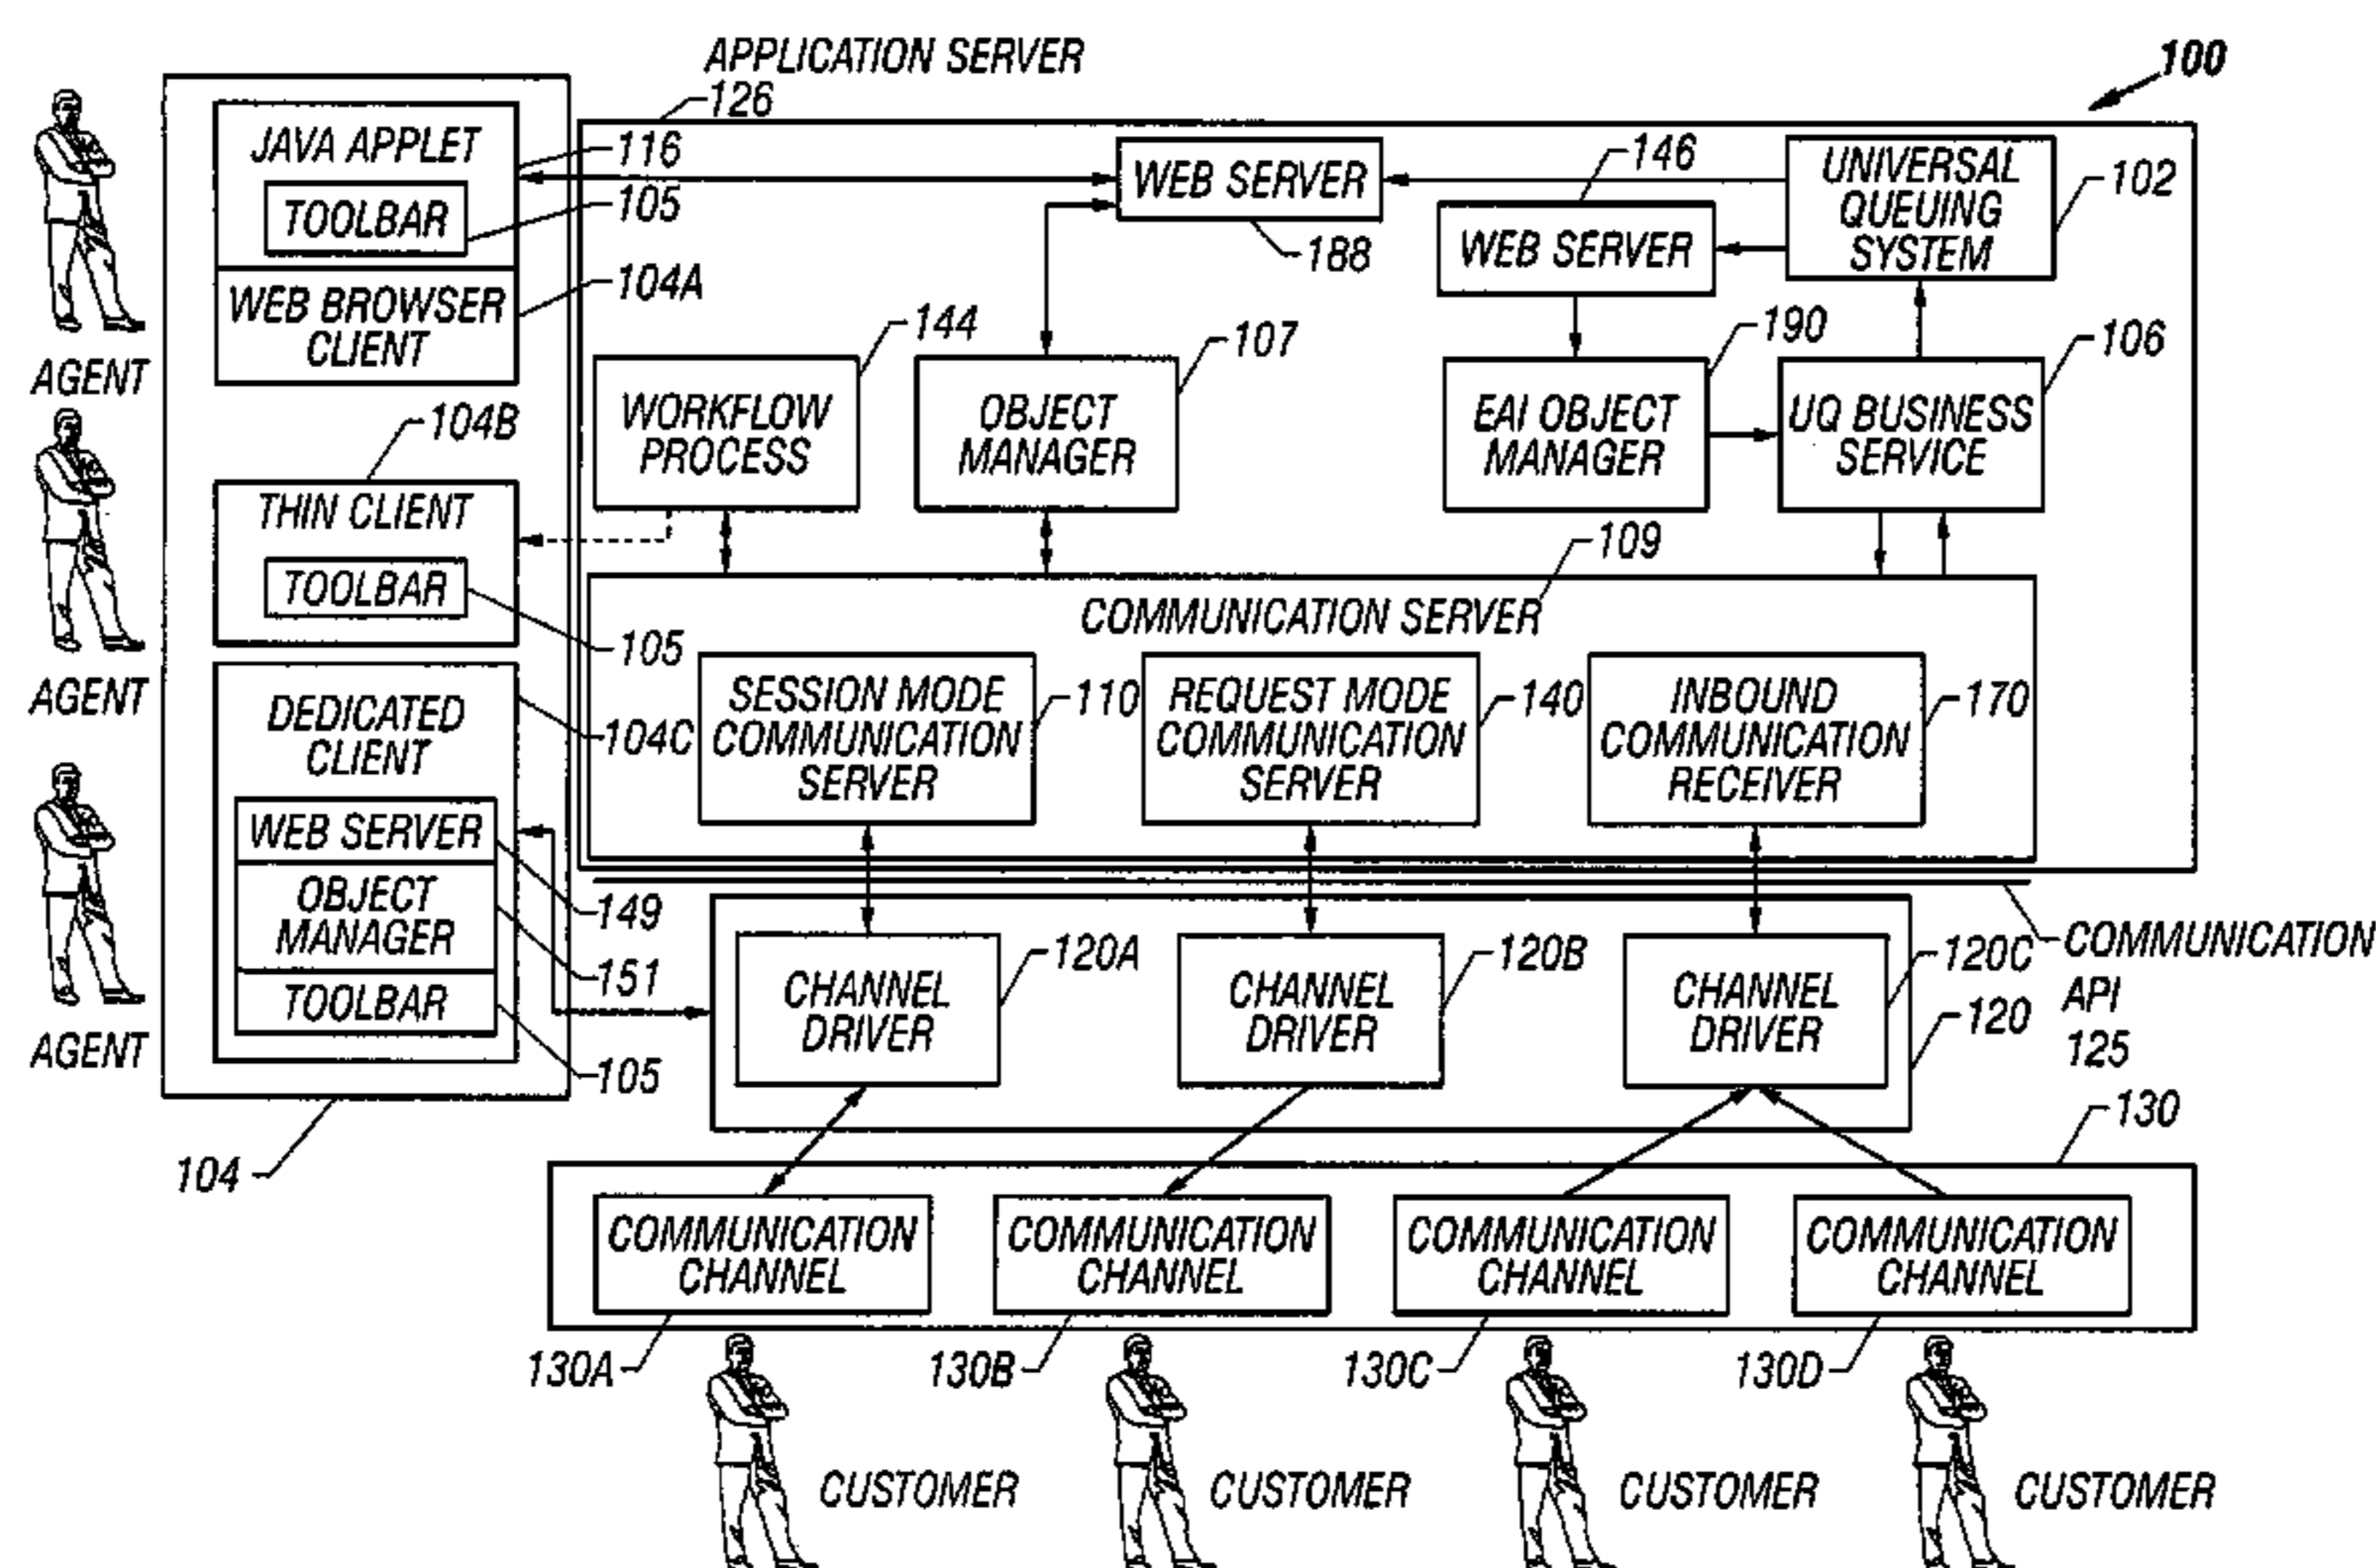 APPLICATION SERVER
126
100
JAVA APPLET
116
TOOLBAR
105
WEB BROWSER
CLIENT
104A
AGENT
WEB SERVER
188
146
WEB SERVER
UNIVERSAL
QUEUING
SYSTEM
102
144
WORKFLOW
PROCESS
107
OBJECT
MANAGER
190
EAI OBJECT
MANAGER
106
UQ BUSINESS
SERVICE
104B
THIN CLIENT
TOOLBAR
105
AGENT
109
COMMUNICATION SERVER
SESSION MODE
COMMUNICATION
SERVER
110
REQUEST MODE
COMMUNICATION
SERVER
140
INBOUND
COMMUNICATION
RECEIVER
170
DEDICATED
CLIENT
104C
WEB SERVER
149
OBJECT
MANAGER
151
TOOLBAR
105
AGENT
104
CHANNEL
DRIVER
120A
CHANNEL
DRIVER
120B
CHANNEL
DRIVER
120C
120
COMMUNICATION
API
125
130
COMMUNICATION
CHANNEL
COMMUNICATION
CHANNEL
COMMUNICATION
CHANNEL
COMMUNICATION
CHANNEL
130A
130B
130C
130D
CUSTOMER
CUSTOMER
CUSTOMER
CUSTOMER